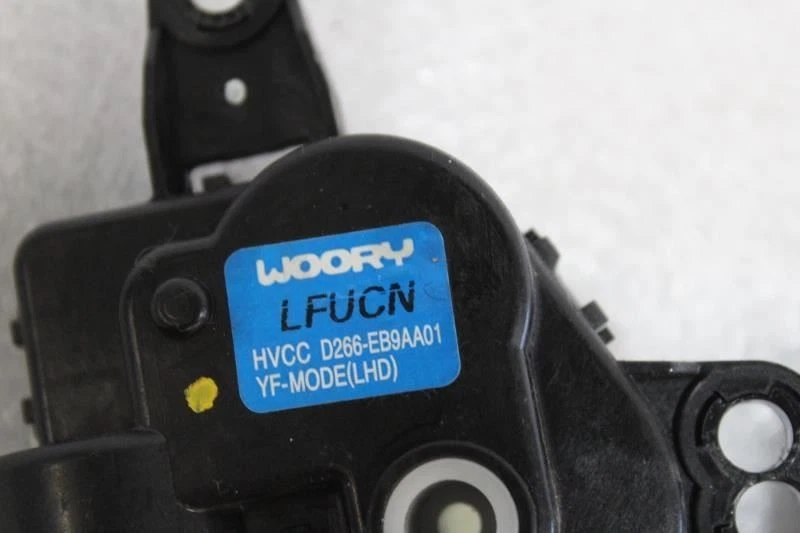 WOORY
LFUCN
HVCC D266-EB9AA01
YF-MODE(LHD)